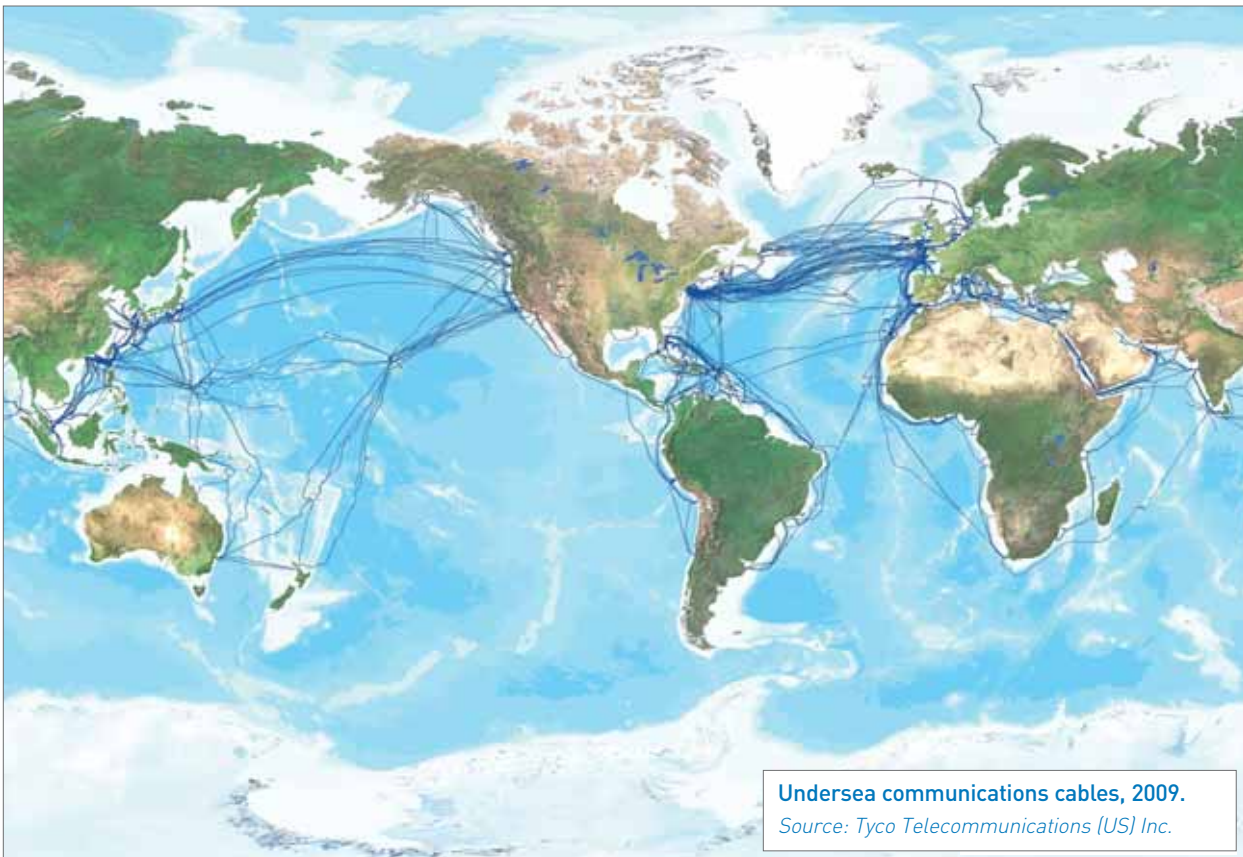 Undersea communications cables, 2009.
Source: Tyco Telecommunications (US) Inc.